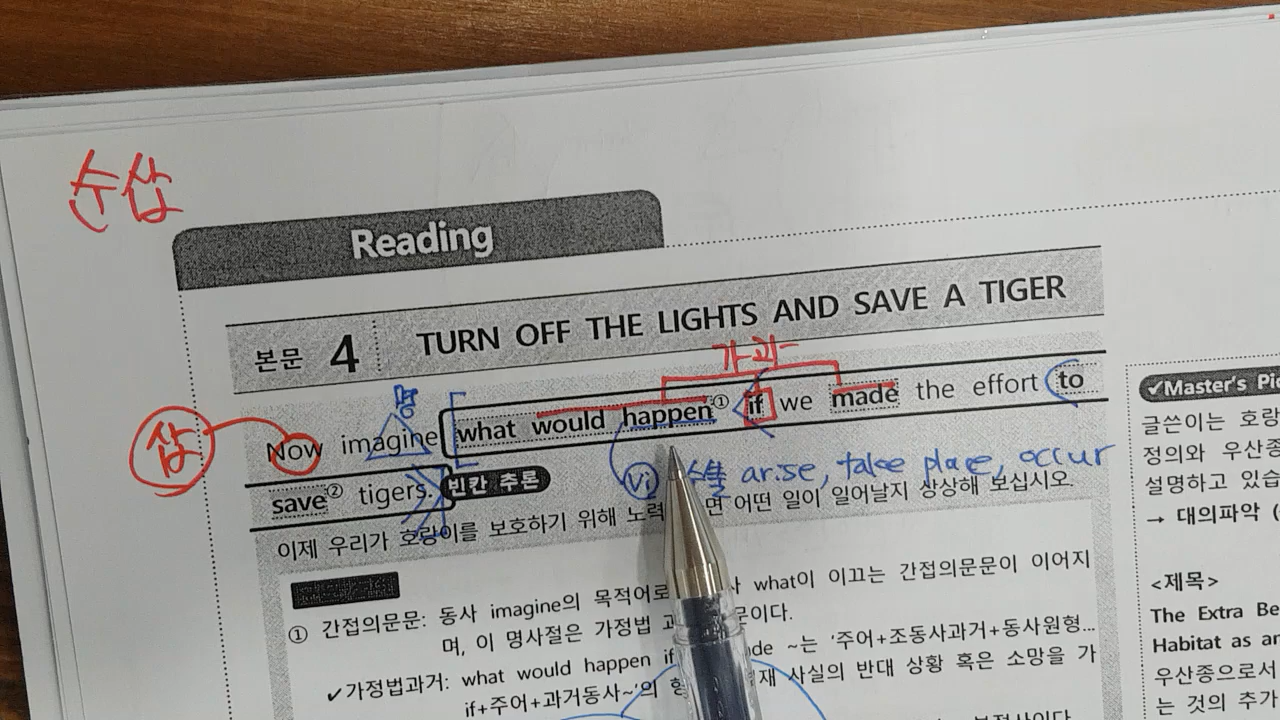 순삽
Reading
본문 4 TURN OFF THE LIGHTS AND SAVE A TIGER
가·과
명
삽
Now imagine what would happen① if we made the effort to
Vi 수불 arise, take place, occur
save② tigers. 빈칸 추론
이제 우리가 호랑이를 보호하기 위해 노력 면 어떤 일이 일어날지 상상해 보십시오.
① 간접의문문: 동사 imagine의 목적어로 what이 이끄는 간접의문문이 이어지
며, 이 명사절은 가정법 과 문이다.
✔가정법과거: what would happen if ~는 '주어+조동사과거+동사원형...
if+주어+과거동사~'의 사실의 반대 상황 혹은 소망을 가
✔Master's
글쓴이는
정의와 우산종
설명하고
→ 대의파악
<제목>
The Extra
Habitat as
우산종으로서
는 것의 추가